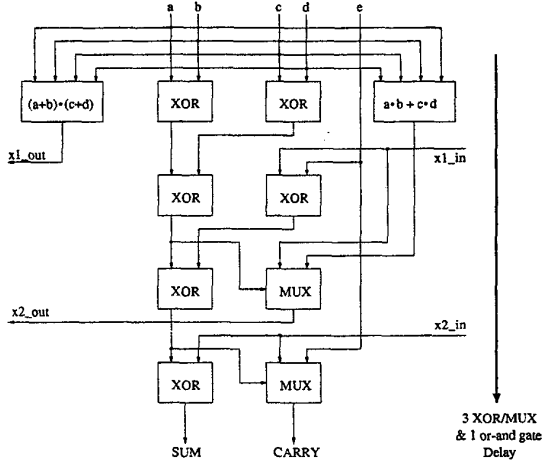 a b c d e
(a+b)•(c+d) XOR XOR a•b + c•d
x1_out x1_in
XOR XOR
XOR MUX
x2_out x2_in
XOR MUX
SUM CARRY
3 XOR/MUX
& 1 or-and gate
Delay